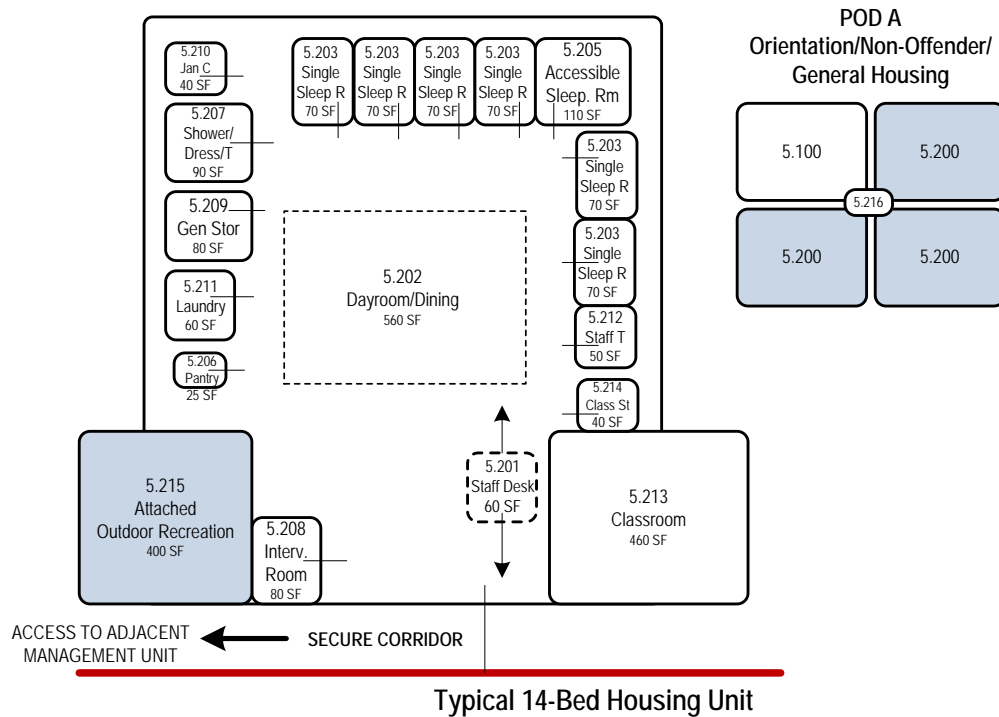 5.210
Jan C
40 SF
5.203
Single
Sleep R
70 SF
5.203
Single
Sleep R
70 SF
5.203
Single
Sleep R
70 SF
5.203
Single
Sleep R
70 SF
5.205
Accessible
Sleep. Rm
110 SF
POD A
Orientation/Non-Offender/
General Housing
5.100
5.200
5.216
5.200
5.200
5.207
Shower/
Dress/T
90 SF
5.203
Single
Sleep R
70 SF
5.209
Gen Stor
80 SF
5.203
Single
Sleep R
70 SF
5.202
Dayroom/Dining
560 SF
5.211
Laundry
60 SF
5.212
Staff T
50 SF
5.206
Pantry
25 SF
5.214
Class St
40 SF
5.215
Attached
Outdoor Recreation
400 SF
5.201
Staff Desk
60 SF
5.213
Classroom
460 SF
5.208
Interv.
Room
80 SF
ACCESS TO ADJACENT
MANAGEMENT UNIT
SECURE CORRIDOR
Typical 14-Bed Housing Unit